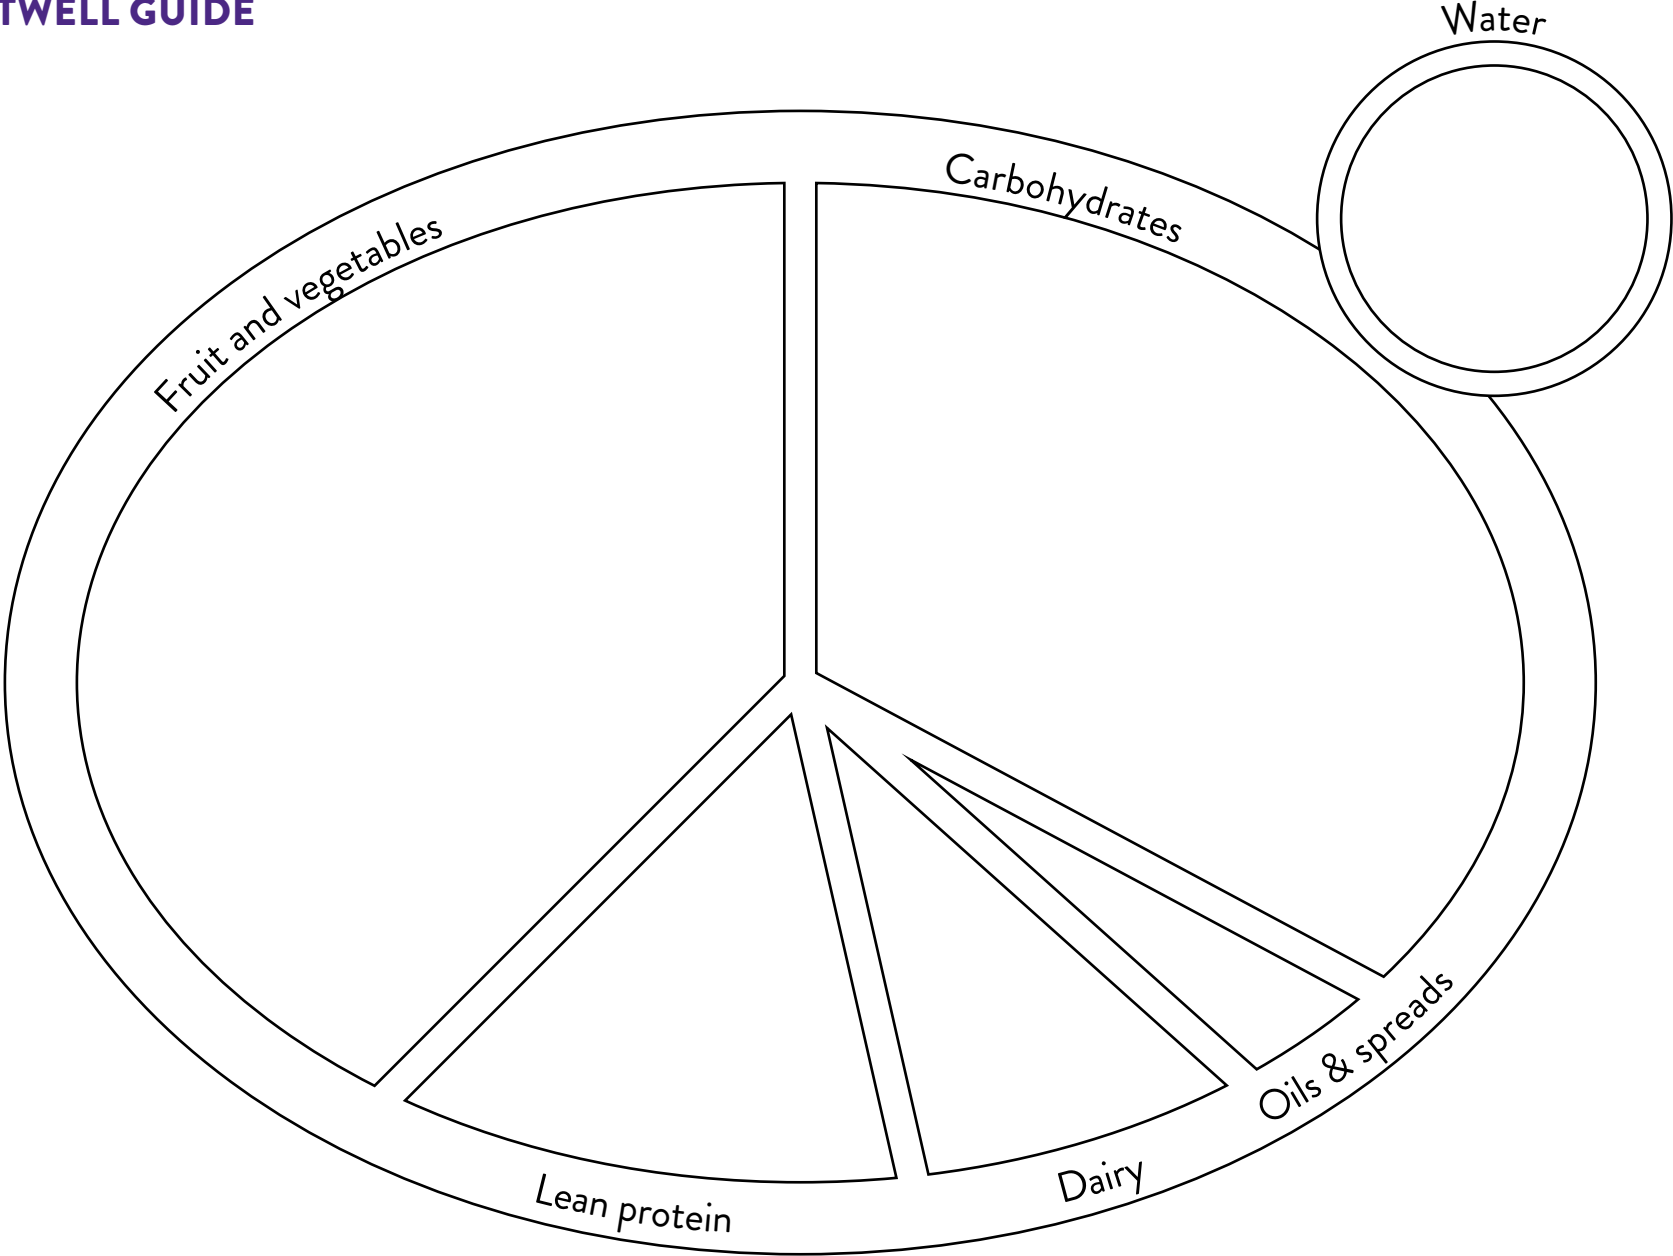 TWELL GUIDE
Water
Carbohydrates
Fruit and vegetables
Oils & spreads
Dairy
Lean protein